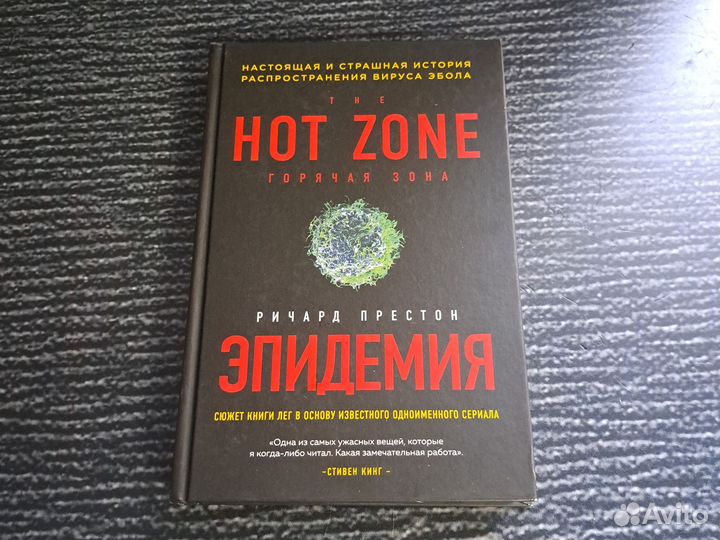 НАСТОЯЩАЯ И СТРАШНАЯ ИСТОРИЯ
РАСПРОСТРАНЕНИЯ ВИРУСА ЭБОЛА
THE
HOT ZONE
ГОРЯЧАЯ ЗОНА
РИЧАРД ПРЕСТОН
ЭПИДЕМИЯ
СЮЖЕТ КНИГИ ЛЕГ В ОСНОВУ ИЗВЕСТНОГО ОДНОИМЕННОГО СЕРИАЛА
«Одна из самых ужасных вещей, которые
я когда-либо читал. Какая замечательная работа».
-СТИВЕН КИНГ -
Avito